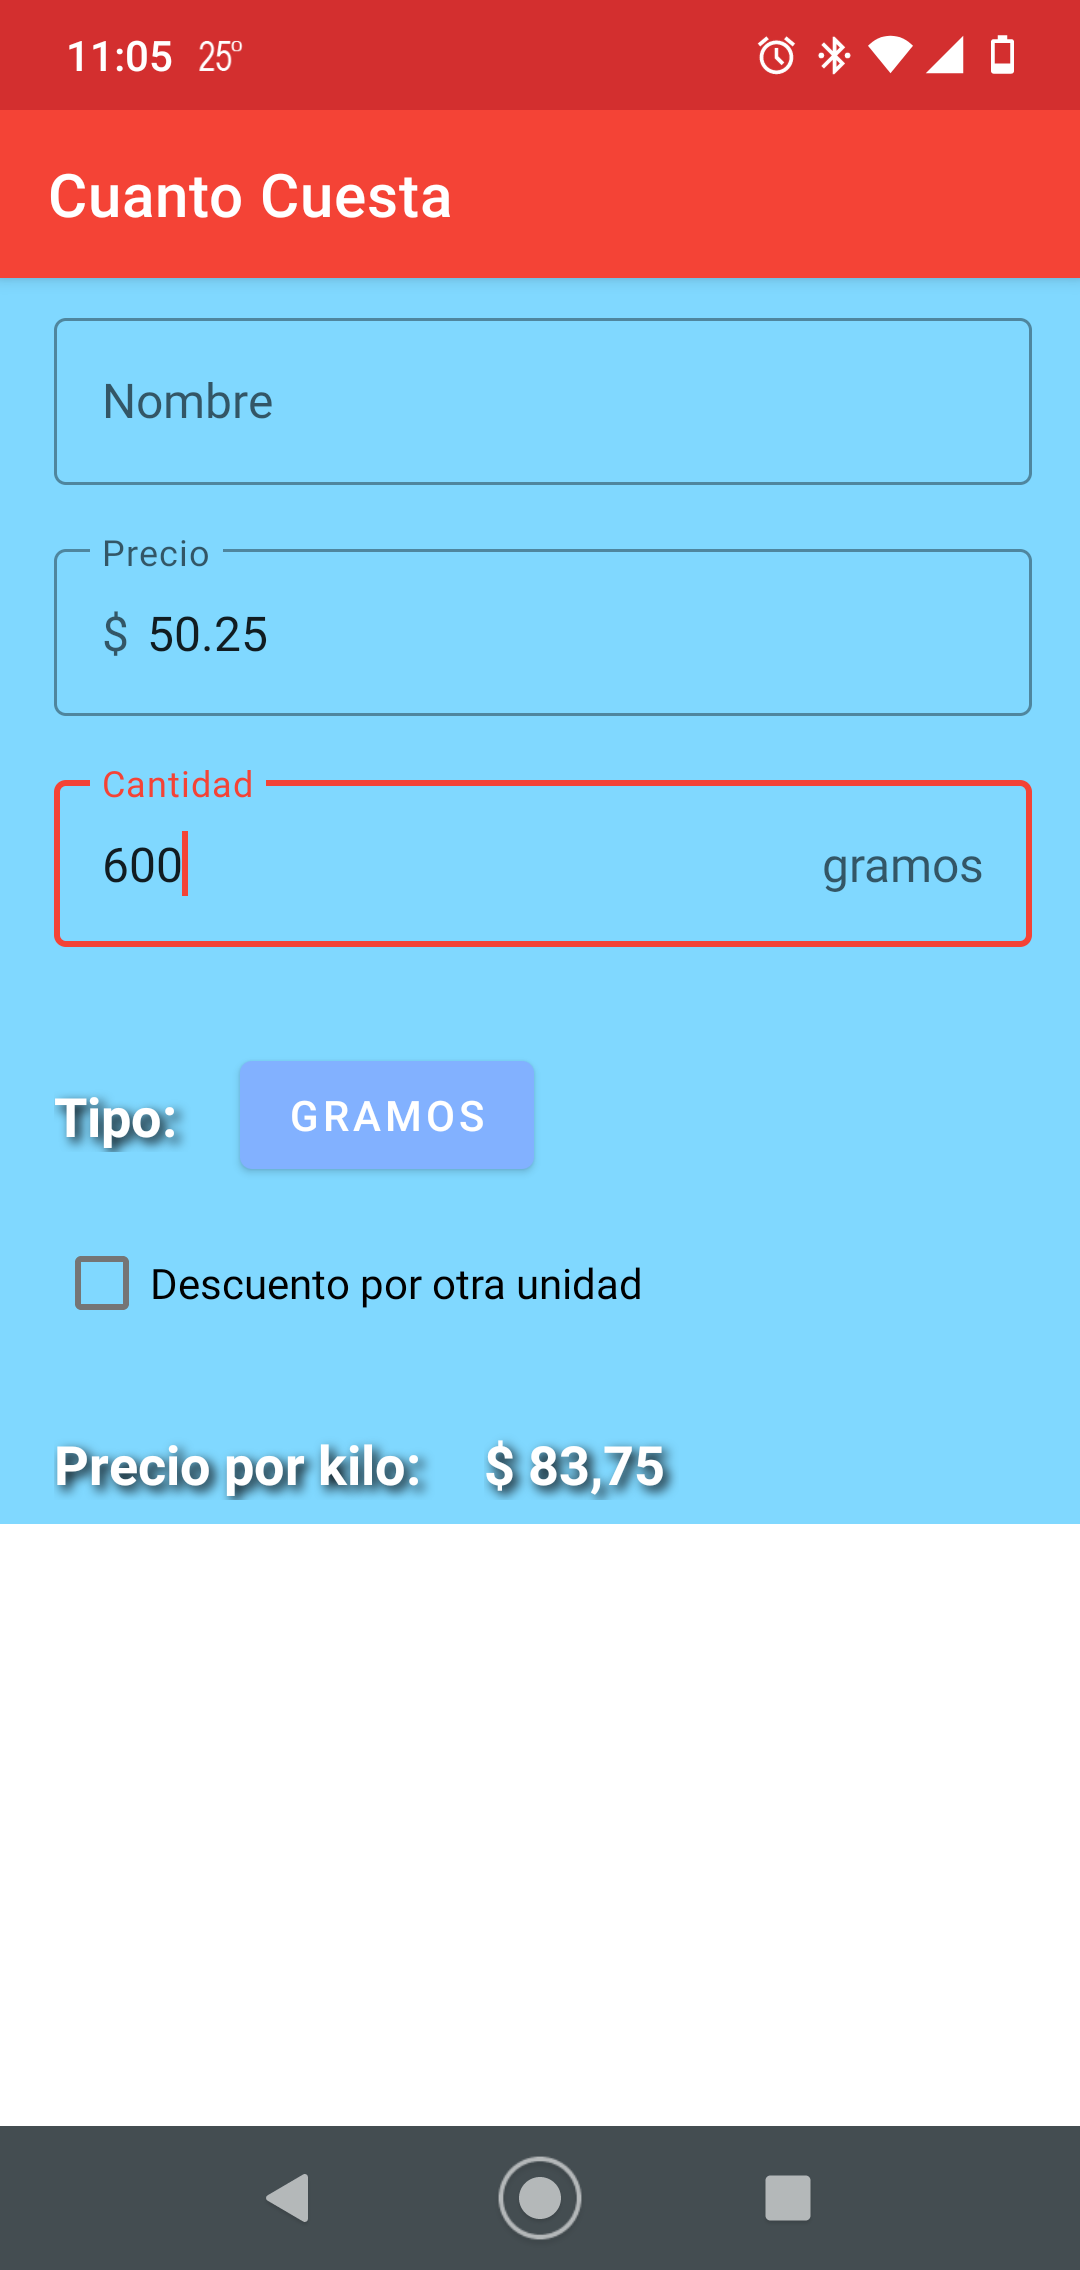 11:05 25°
Cuanto Cuesta
Nombre
Precio
$ 50.25
Cantidad
600 gramos
Tipo: GRAMOS
Descuento por otra unidad
Precio por kilo: $ 83,75